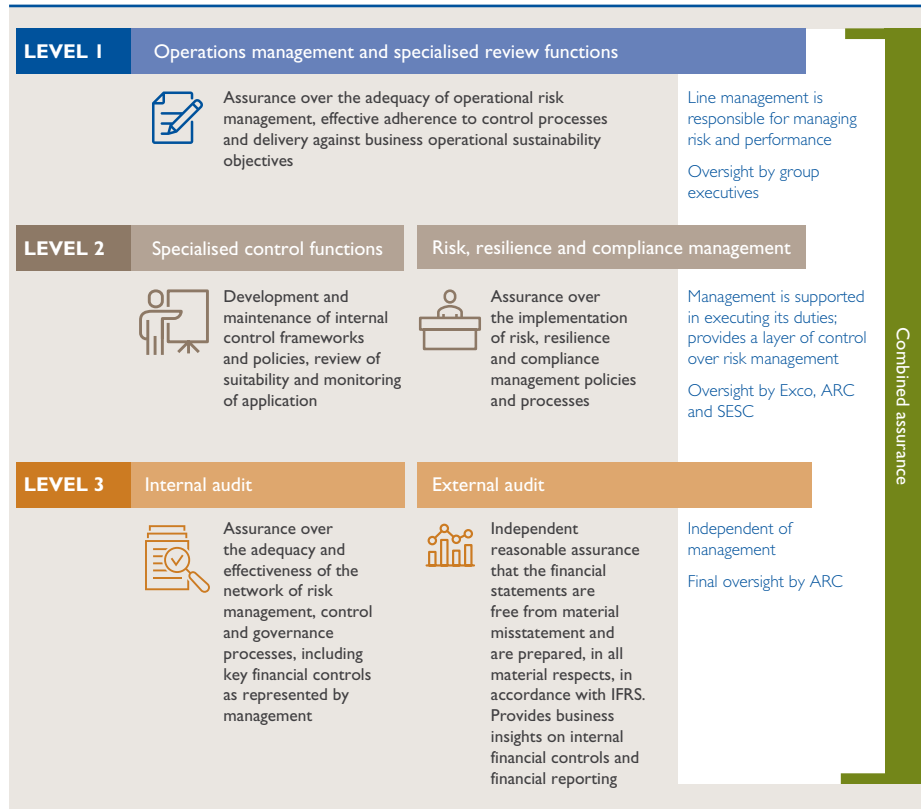 LEVEL 1
Operations management and specialised review functions
Assurance over the adequacy of operational risk
management, effective adherence to control processes
and delivery against business operational sustainability
objectives
Line management is
responsible for managing
risk and performance
Oversight by group
executives
LEVEL 2
Specialised control functions
Development and
maintenance of internal
control frameworks
and policies, review of
suitability and monitoring
of application
Risk, resilience and compliance management
Assurance over
the implementation
of risk, resilience
and compliance
management policies
and processes
Management is supported
in executing its duties;
provides a layer of control
over risk management
Oversight by Exco, ARC
and SESC
LEVEL 3
Internal audit
Assurance over
the adequacy and
effectiveness of the
network of risk
management, control
and governance
processes, including
key financial controls
as represented by
management
External audit
Independent
reasonable assurance
that the financial
statements are
free from material
misstatement and
are prepared, in all
material respects, in
accordance with IFRS.
Provides business
insights on internal
financial controls and
financial reporting
Independent of
management
Final oversight by ARC
Combined assurance